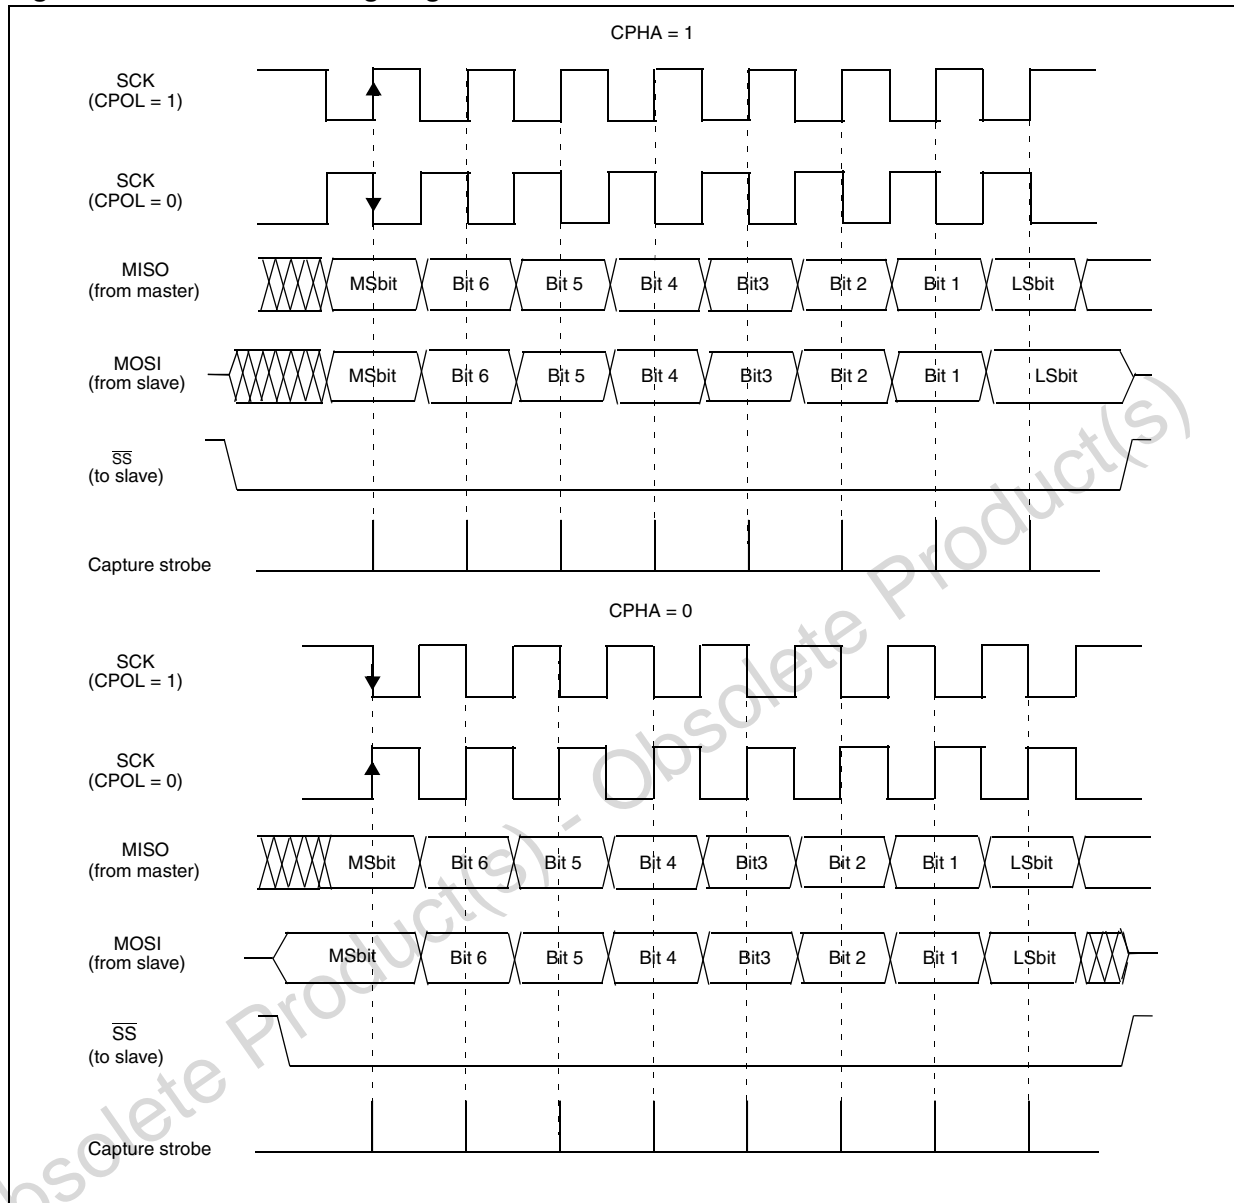 CPHA = 1
SCK
(CPOL = 1)
SCK
(CPOL = 0)
MISO
(from master)
MSbit Bit 6 Bit 5 Bit 4 Bit3 Bit 2 Bit 1 LSbit
MOSI
(from slave)
MSbit Bit 6 Bit 5 Bit 4 Bit3 Bit 2 Bit 1 LSbit
SS
(to slave)
Capture strobe
CPHA = 0
SCK
(CPOL = 1)
SCK
(CPOL = 0)
MISO
(from master)
MSbit Bit 6 Bit 5 Bit 4 Bit3 Bit 2 Bit 1 LSbit
MOSI
(from slave)
MSbit Bit 6 Bit 5 Bit 4 Bit3 Bit 2 Bit 1 LSbit
SS
(to slave)
Capture strobe
Obsolete Product(s) - Obsolete Product(s)